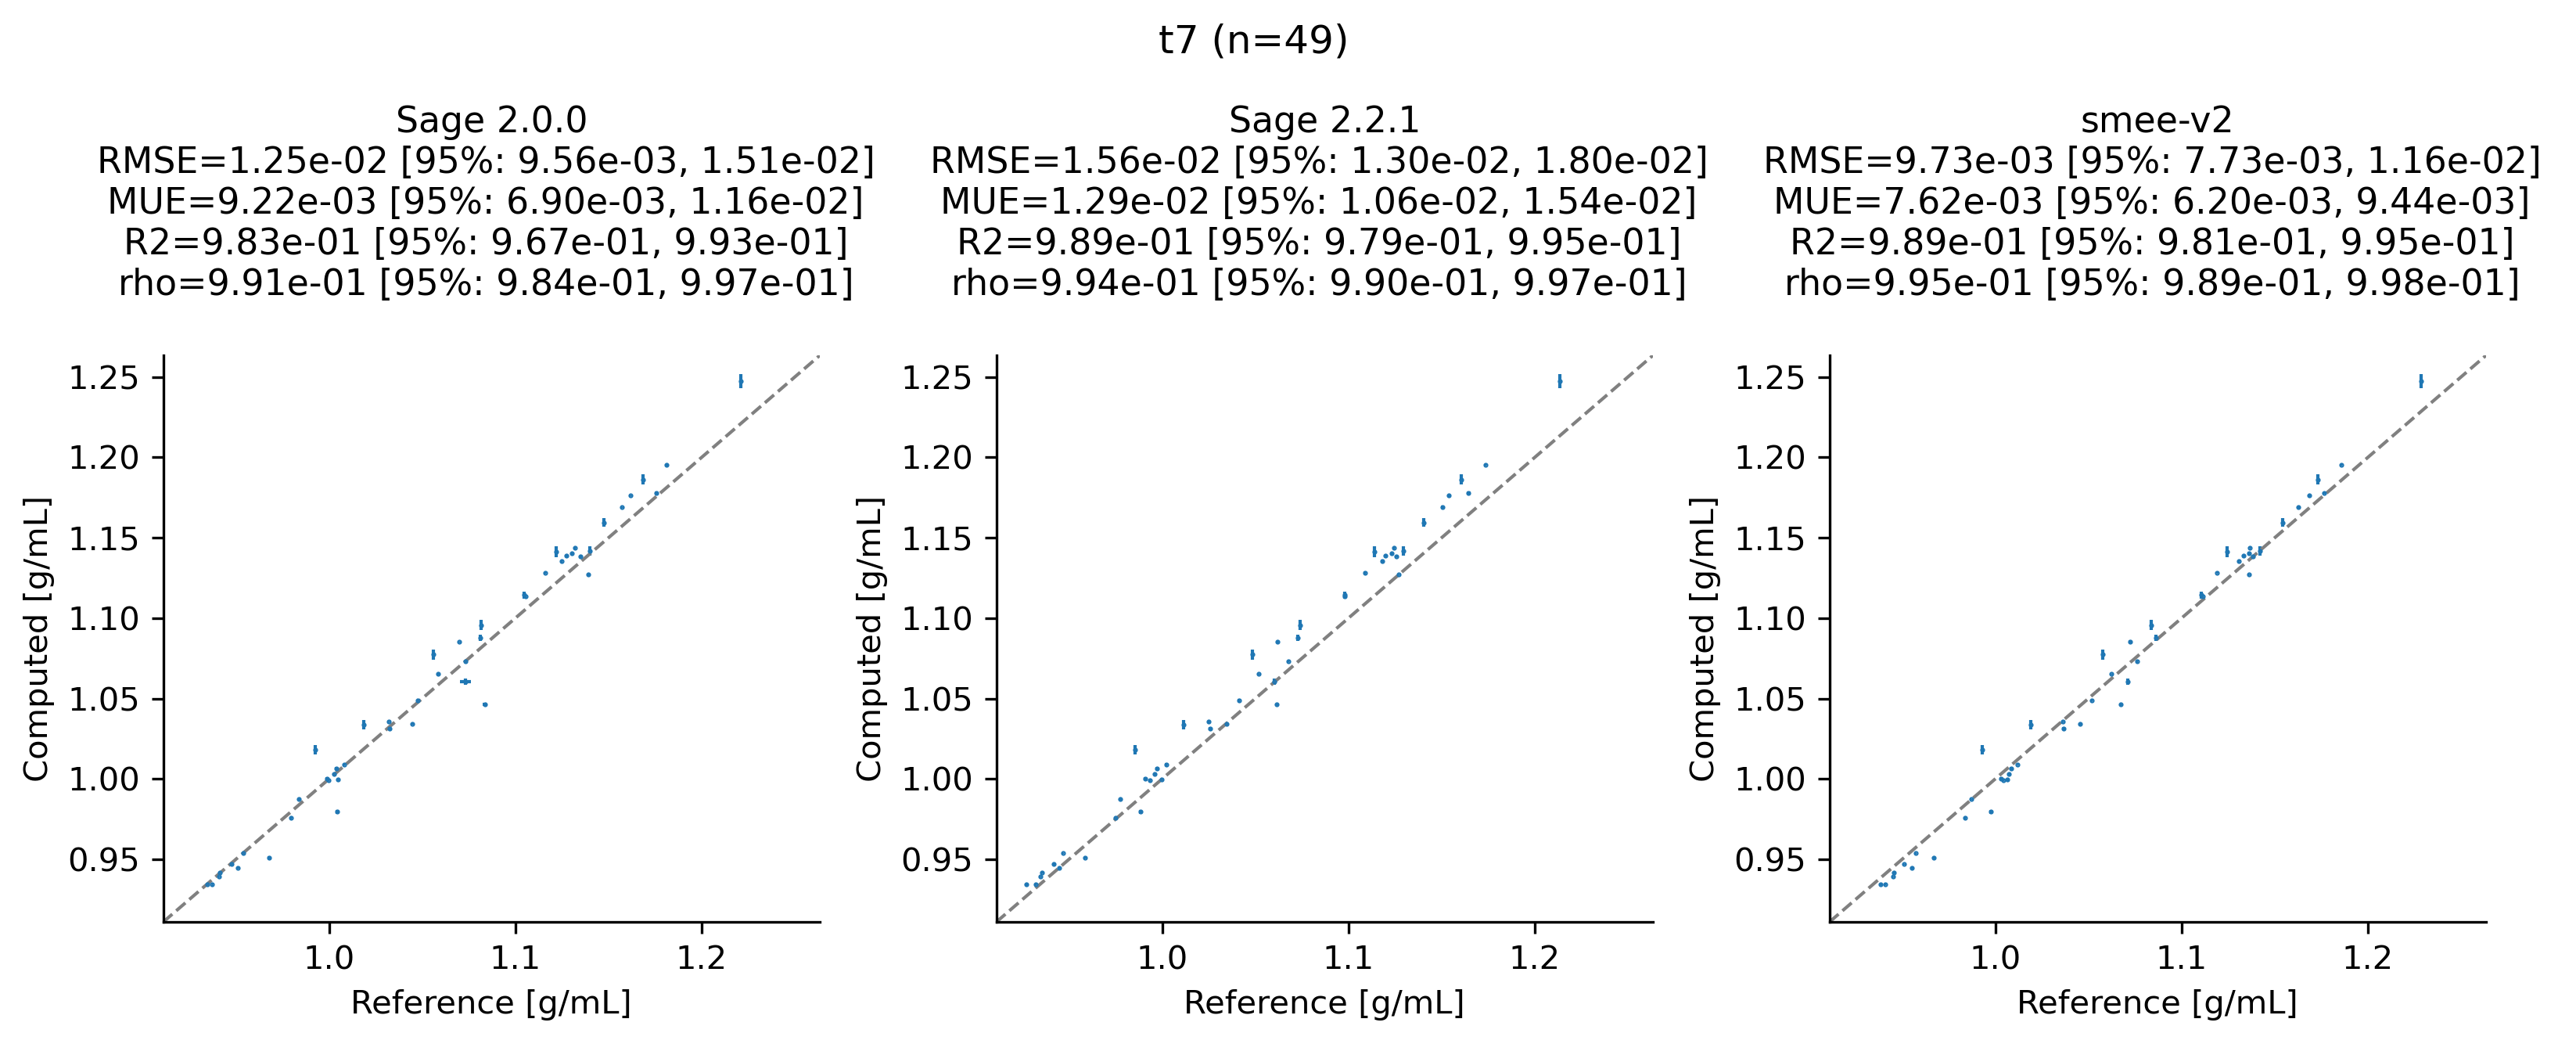 t7 (n=49)
Sage 2.0.0
RMSE=1.25e-02 [95%: 9.56e-03, 1.51e-02]
MUE=9.22e-03 [95%: 6.90e-03, 1.16e-02]
R2=9.83e-01 [95%: 9.67e-01, 9.93e-01]
rho=9.91e-01 [95%: 9.84e-01, 9.97e-01]
1.25
1.20
1.15
1.10
1.05
1.00
0.95
Computed [g/mL]
1.0 1.1 1.2
Reference [g/mL]
Sage 2.2.1
RMSE=1.56e-02 [95%: 1.30e-02, 1.80e-02]
MUE=1.29e-02 [95%: 1.06e-02, 1.54e-02]
R2=9.89e-01 [95%: 9.79e-01, 9.95e-01]
rho=9.94e-01 [95%: 9.90e-01, 9.97e-01]
1.25
1.20
1.15
1.10
1.05
1.00
0.95
Computed [g/mL]
1.0 1.1 1.2
Reference [g/mL]
smee-v2
RMSE=9.73e-03 [95%: 7.73e-03, 1.16e-02]
MUE=7.62e-03 [95%: 6.20e-03, 9.44e-03]
R2=9.89e-01 [95%: 9.81e-01, 9.95e-01]
rho=9.95e-01 [95%: 9.89e-01, 9.98e-01]
1.25
1.20
1.15
1.10
1.05
1.00
0.95
Computed [g/mL]
1.0 1.1 1.2
Reference [g/mL]